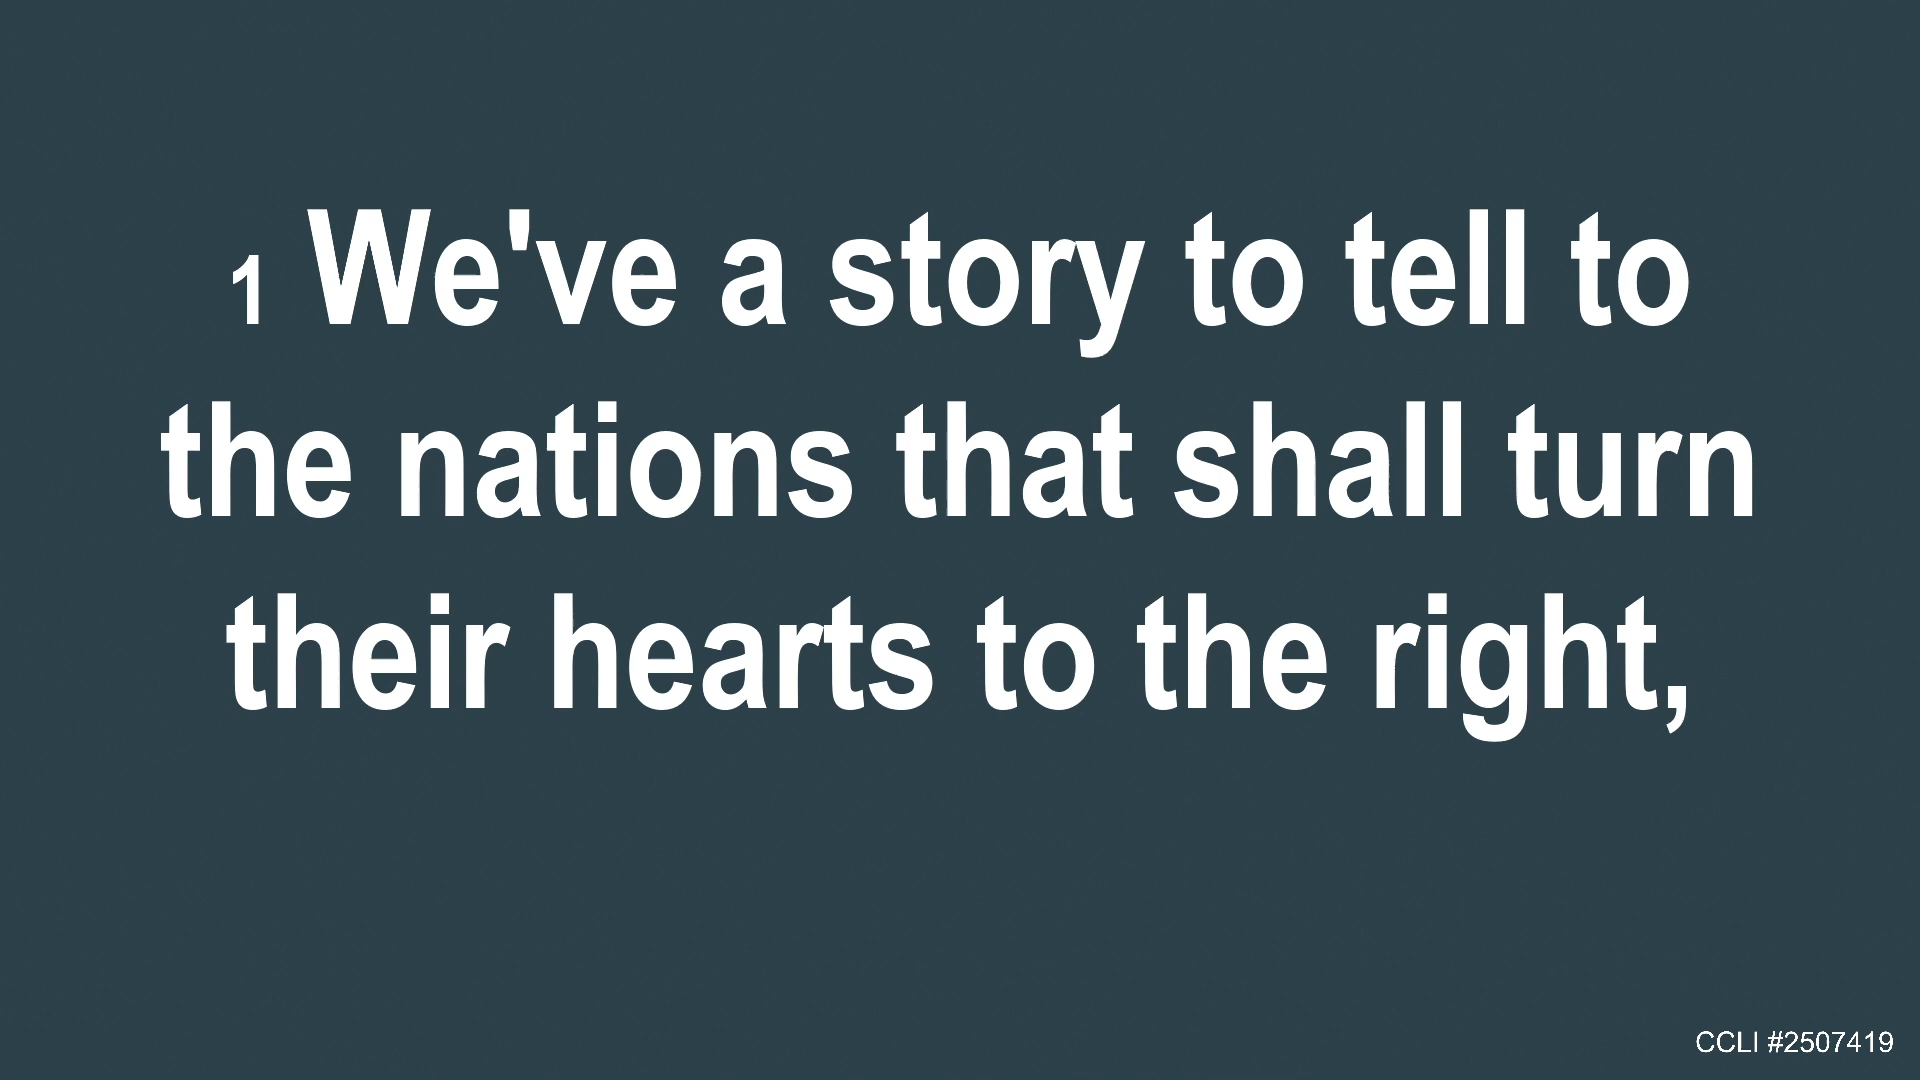 1 We've a story to tell to
the nations that shall turn
their hearts to the right,
CCLI #2507419